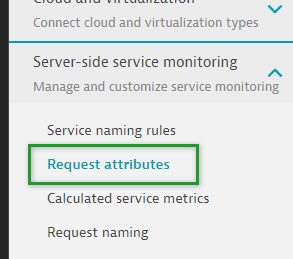 Cloud and virtualization
Connect cloud and virtualization types
Server-side service monitoring
Manage and customize service monitoring
Service naming rules
Request attributes
Calculated service metrics
Request naming